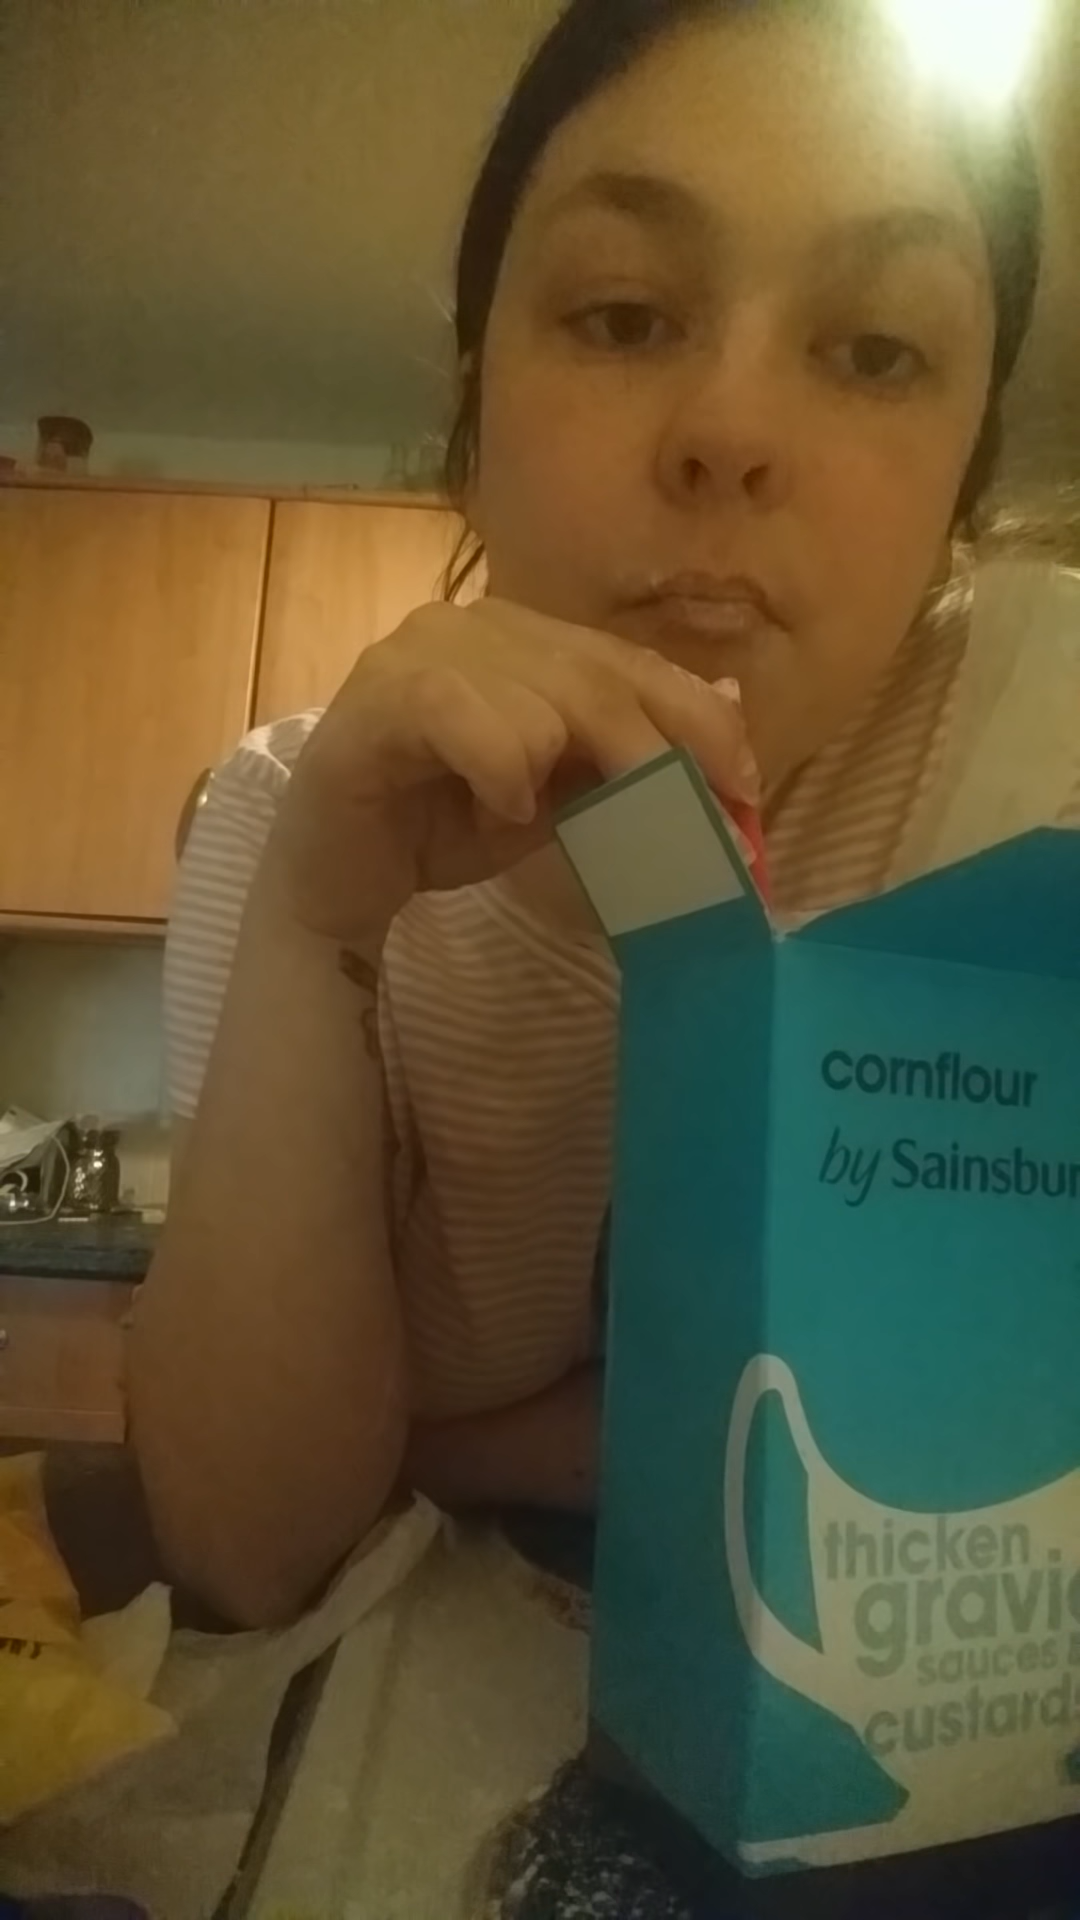 cornflour
by Sainsbur
thicken
gravie
sauces &
custards